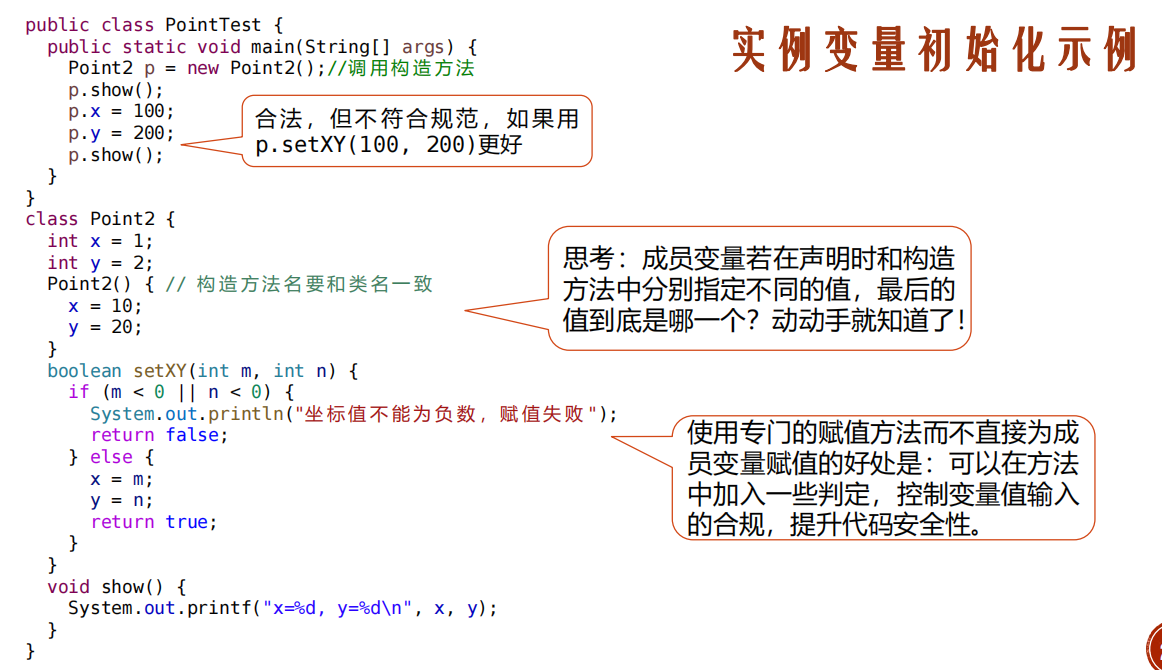 实例变量初始化示例
public class PointTest {
public static void main(String[] args) {
Point2 p = new Point2();//调用构造方法
p.show();
p.x = 100;
p.y = 200;
p.show();
}
}
合法，但不符合规范，如果用
p.setXY(100, 200)更好
class Point2 {
int x = 1;
int y = 2;
Point2() { // 构造方法名要和类名一致
x = 10;
y = 20;
}
思考：成员变量若在声明时和构造
方法中分别指定不同的值，最后的
值到底是哪一个？动动手就知道了！
boolean setXY(int m, int n) {
if (m < 0 || n < 0) {
System.out.println("坐标值不能为负数，赋值失败");
return false;
} else {
x = m;
y = n;
return true;
}
}
使用专门的赋值方法而不直接为成
员变量赋值的好处是：可以在方法
中加入一些判定，控制变量值输入
的合规，提升代码安全性。
void show() {
System.out.printf("x=%d, y=%d\n", x, y);
}
}